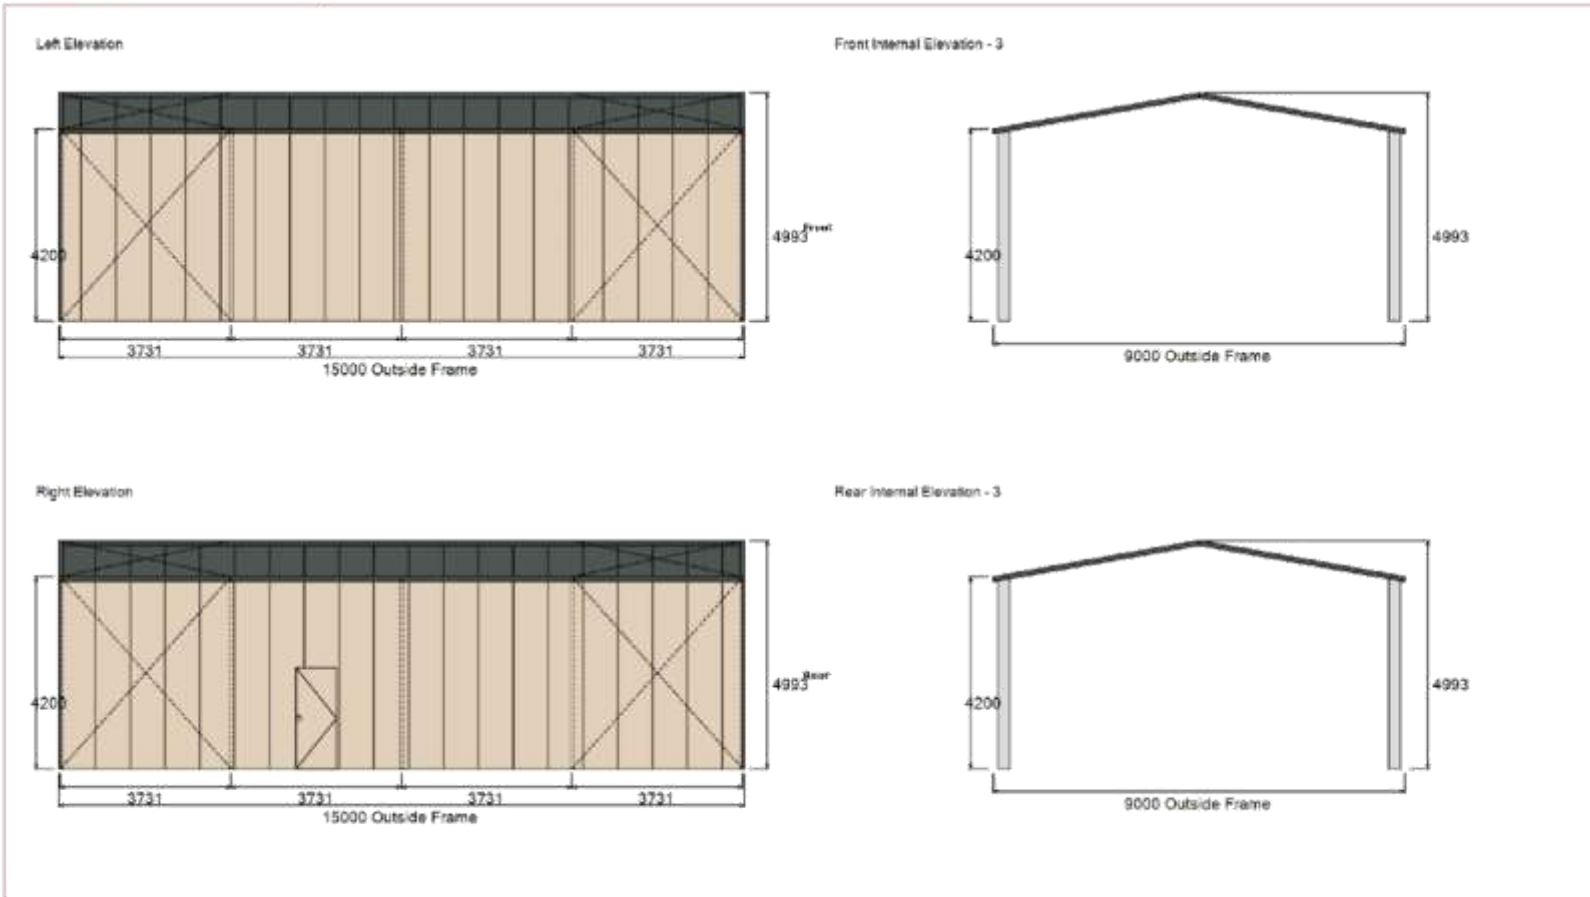 Left Elevation
Front Internal Elevation - 3
4200
4993
Front
4200
4993
3731
3731
3731
3731
15000 Outside Frame
9000 Outside Frame
Right Elevation
Rear Internal Elevation - 3
4200
4993
Rear
4200
4993
3731
3731
3731
3731
15000 Outside Frame
9000 Outside Frame